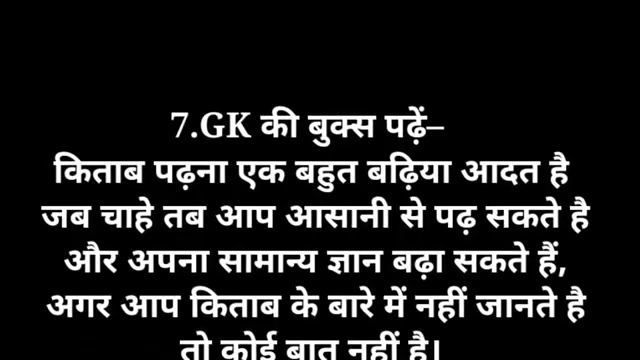 7.GK की बुक्स पढ़ें–
किताब पढ़ना एक बहुत बढ़िया आदत है
जब चाहे तब आप आसानी से पढ़ सकते है
और अपना सामान्य ज्ञान बढ़ा सकते हैं,
अगर आप किताब के बारे में नहीं जानते है
तो कोई बात नहीं है।